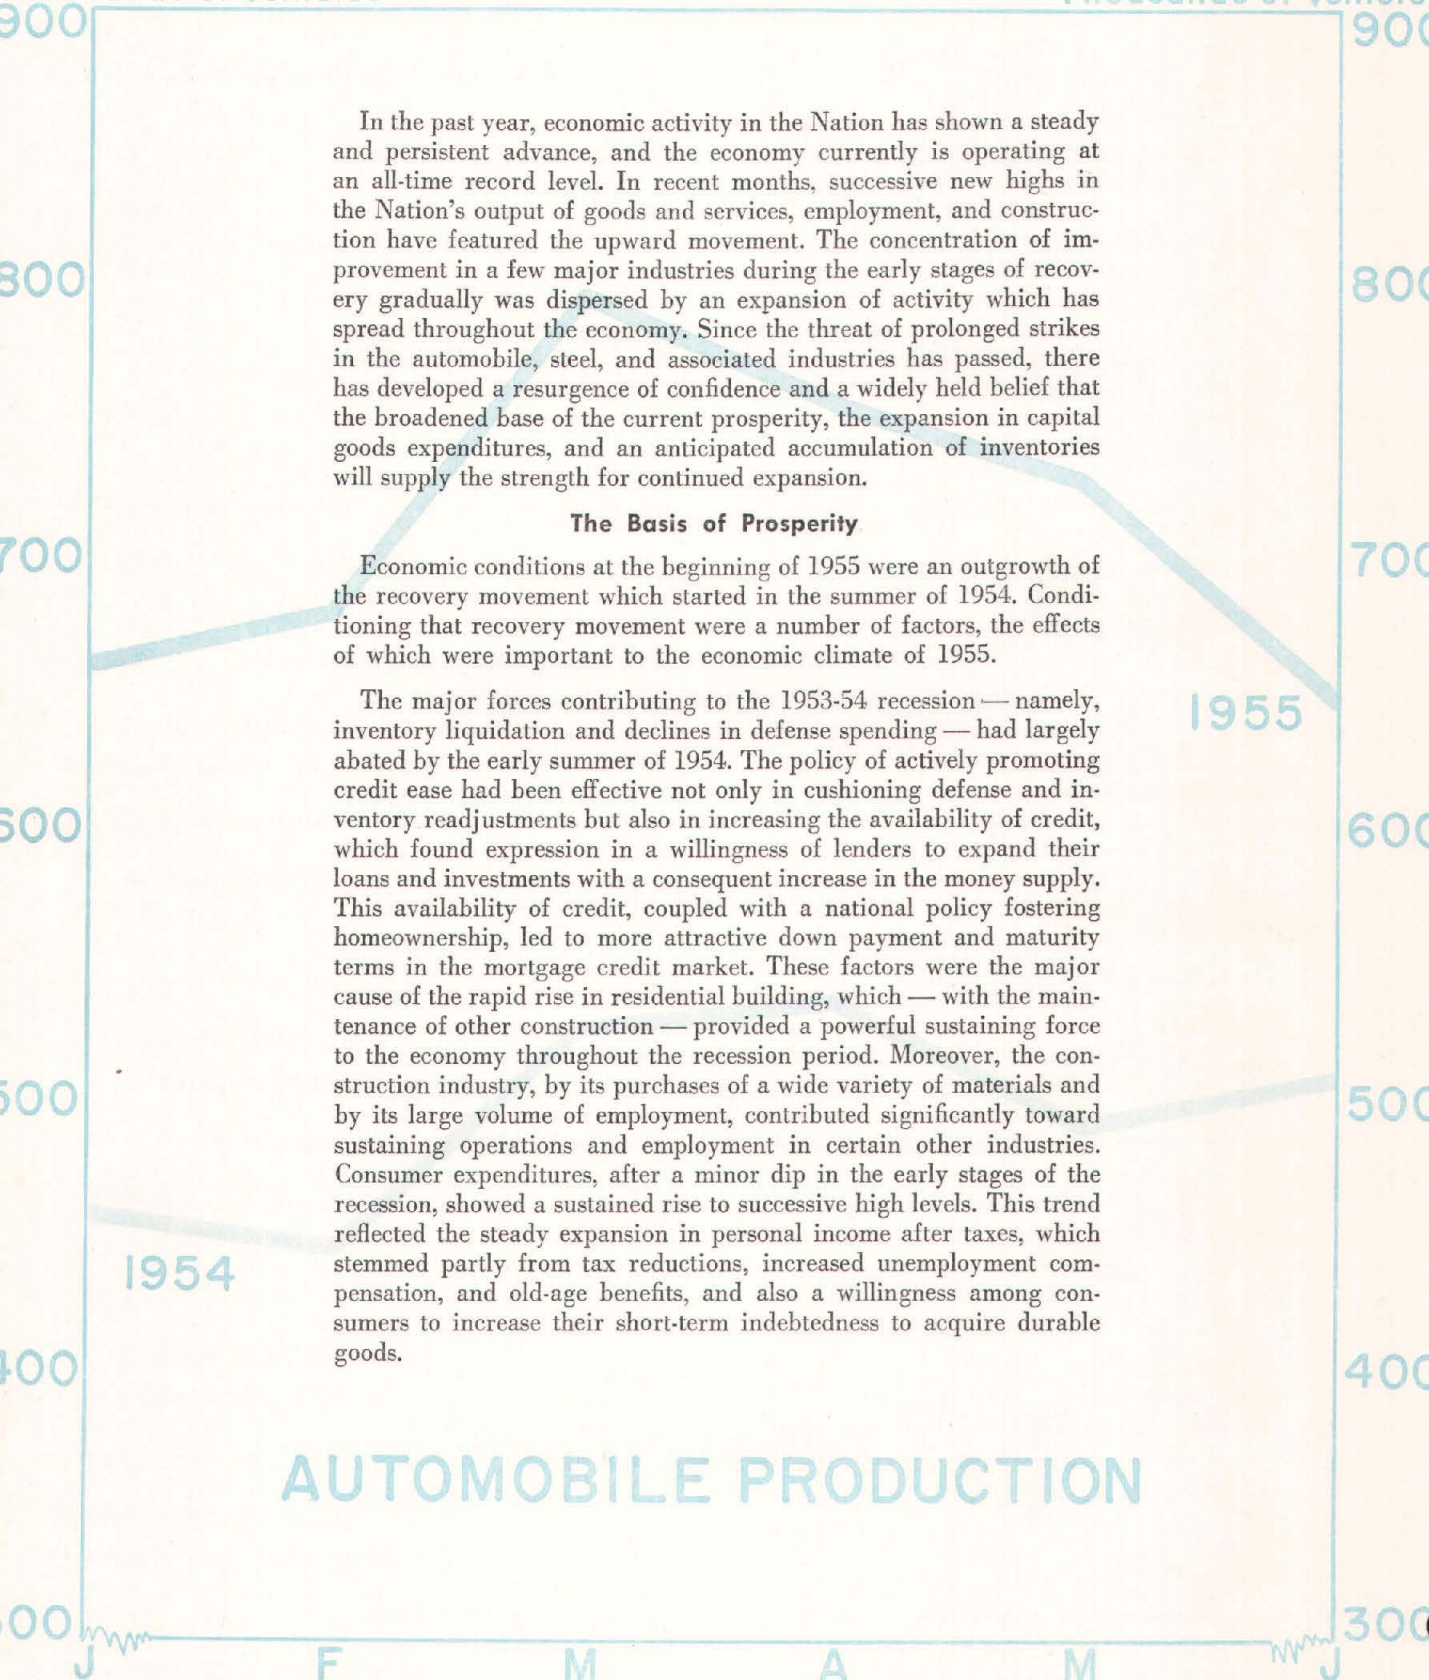 900
900
In the past year, economic activity in the Nation has shown a steady
and persistent advance, and the economy currently is operating at
an all-time record level. In recent months, successive new highs in
the Nation's output of goods and services, employment, and construc-
tion have featured the upward movement. The concentration of im-
provement in a few major industries during the early stages of recov-
ery gradually was dispersed by an expansion of activity which has
spread throughout the economy. Since the threat of prolonged strikes
in the automobile, steel, and associated industries has passed, there
has developed a resurgence of confidence and a widely held belief that
the broadened base of the current prosperity, the expansion in capital
goods expenditures, and an anticipated accumulation of inventories
will supply the strength for continued expansion.
800
800
The Basis of Prosperity
700
700
Economic conditions at the beginning of 1955 were an outgrowth of
the recovery movement which started in the summer of 1954. Condi-
tioning that recovery movement were a number of factors, the effects
of which were important to the economic climate of 1955.
The major forces contributing to the 1953-54 recession — namely,
inventory liquidation and declines in defense spending — had largely
abated by the early summer of 1954. The policy of actively promoting
credit ease had been effective not only in cushioning defense and in-
ventory readjustments but also in increasing the availability of credit,
which found expression in a willingness of lenders to expand their
loans and investments with a consequent increase in the money supply.
This availability of credit, coupled with a national policy fostering
homeownership, led to more attractive down payment and maturity
terms in the mortgage credit market. These factors were the major
cause of the rapid rise in residential building, which — with the main-
tenance of other construction — provided a powerful sustaining force
to the economy throughout the recession period. Moreover, the con-
struction industry, by its purchases of a wide variety of materials and
by its large volume of employment, contributed significantly toward
sustaining operations and employment in certain other industries.
Consumer expenditures, after a minor dip in the early stages of the
recession, showed a sustained rise to successive high levels. This trend
reflected the steady expansion in personal income after taxes, which
stemmed partly from tax reductions, increased unemployment com-
pensation, and old-age benefits, and also a willingness among con-
sumers to increase their short-term indebtedness to acquire durable
goods.
1955
600
600
500
500
1954
400
400
AUTOMOBILE PRODUCTION
300
J F M A M J